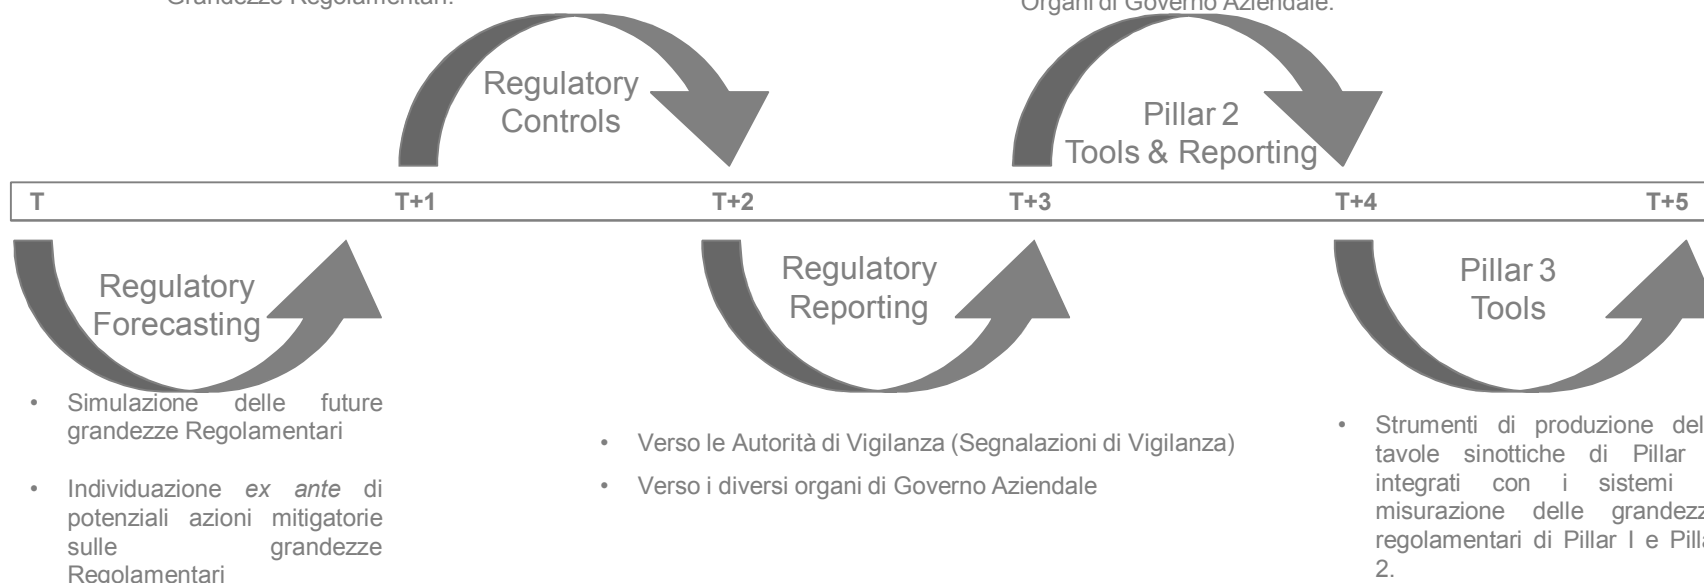 Grandezze Regolamentari.
Organi di Governo Aziendale.
Regulatory
Controls
Pillar 2
Tools & Reporting
T T+1 T+2 T+3 T+4 T+5
Regulatory
Forecasting
Regulatory
Reporting
Pillar 3
Tools
• Simulazione delle future
grandezze Regolamentari
• Individuazione ex ante di
potenziali azioni mitigatorie
sulle grandezze
Regolamentari
• Verso le Autorità di Vigilanza (Segnalazioni di Vigilanza)
• Verso i diversi organi di Governo Aziendale
• Strumenti di produzione del
tavole sinottiche di Pillar
integrati con i sistemi
misurazione delle grandezz
regolamentari di Pillar I e Pilla
2.